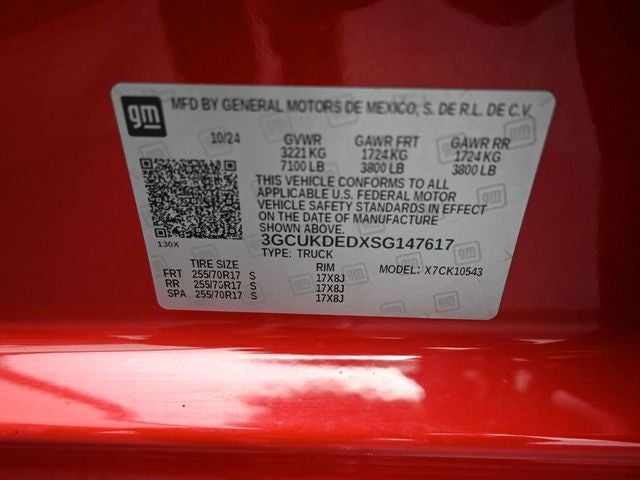 gm
MFD BY GENERAL MOTORS DE MEXICO, S. DE R.L. DE C.V.
10/24 GVWR GAWR FRT GAWR RR
3221 KG 1724 KG 1724 KG
7100 LB 3800 LB 3800 LB
THIS VEHICLE CONFORMS TO ALL
APPLICABLE U.S. FEDERAL MOTOR
VEHICLE SAFETY STANDARDS IN EFFECT
ON THE DATE OF MANUFACTURE
SHOWN ABOVE.
130X
3GCUKDEDXSG147617
TYPE: TRUCK
TIRE SIZE RIM MODEL: X7CK10543
FRT 255/70R17 S 17X8J
RR 255/70R17 S 17X8J
SPA 255/70R17 S 17X8J